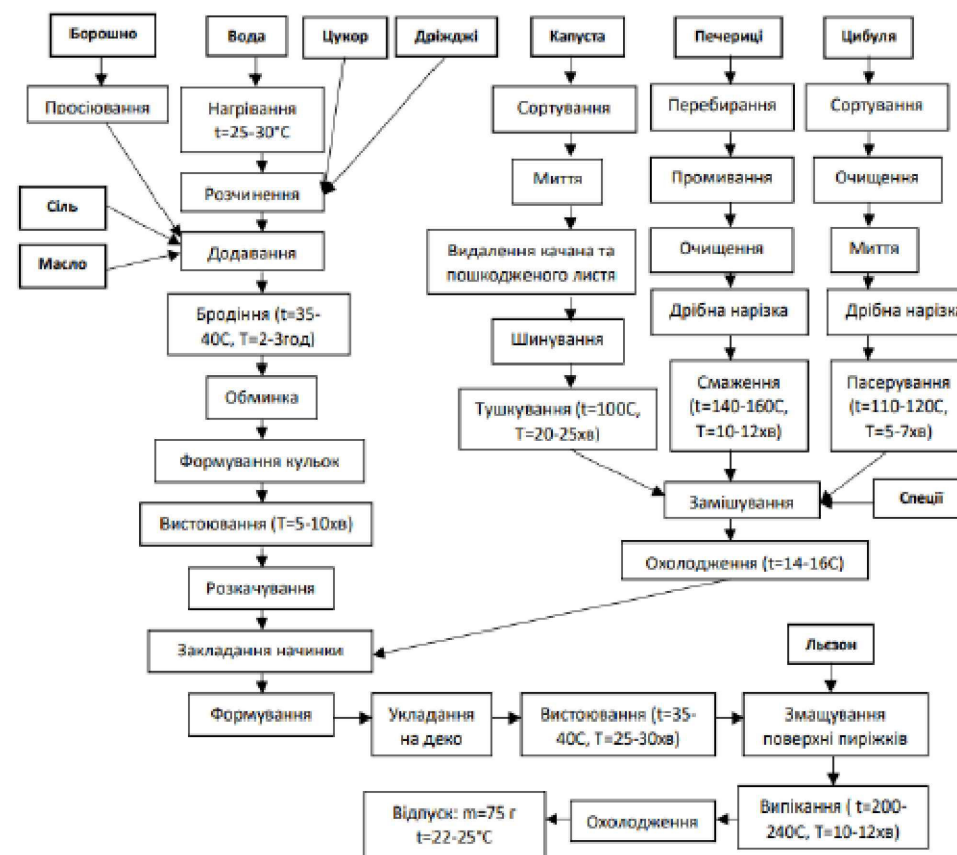 Борошно
Вода
Цукор
Дріжджі
Капуста
Печериці
Цибуля
Просіювання
Нагрівання
t=25-30°C
Сортування
Перебирання
Сортування
Розчинення
Миття
Промивання
Очищення
Сіль
Масло
Додавання
Видалення качана та
пошкодженого листя
Очищення
Миття
Бродіння (t=35-
40С, Т=2-3год)
Шинування
Дрібна нарізка
Дрібна нарізка
Обминка
Тушкування (t=100С,
Т=20-25хв)
Смаження
(t=140-160С,
Т=10-12хв)
Пасерування
(t=110-120С,
Т=5-7хв)
Формування кульок
Замішування
Спеції
Вистоювання (Т=5-10хв)
Охолодження (t=14-16С)
Розкачування
Закладання начинки
Льєзон
Формування
Укладання
на деко
Вистоювання (t=35-
40С, Т=25-30хв)
Змащування
поверхні пиріжків
Відпуск: m=75 г
t=22-25°С
Охолодження
Випікання ( t=200-
240С, Т=10-12хв)